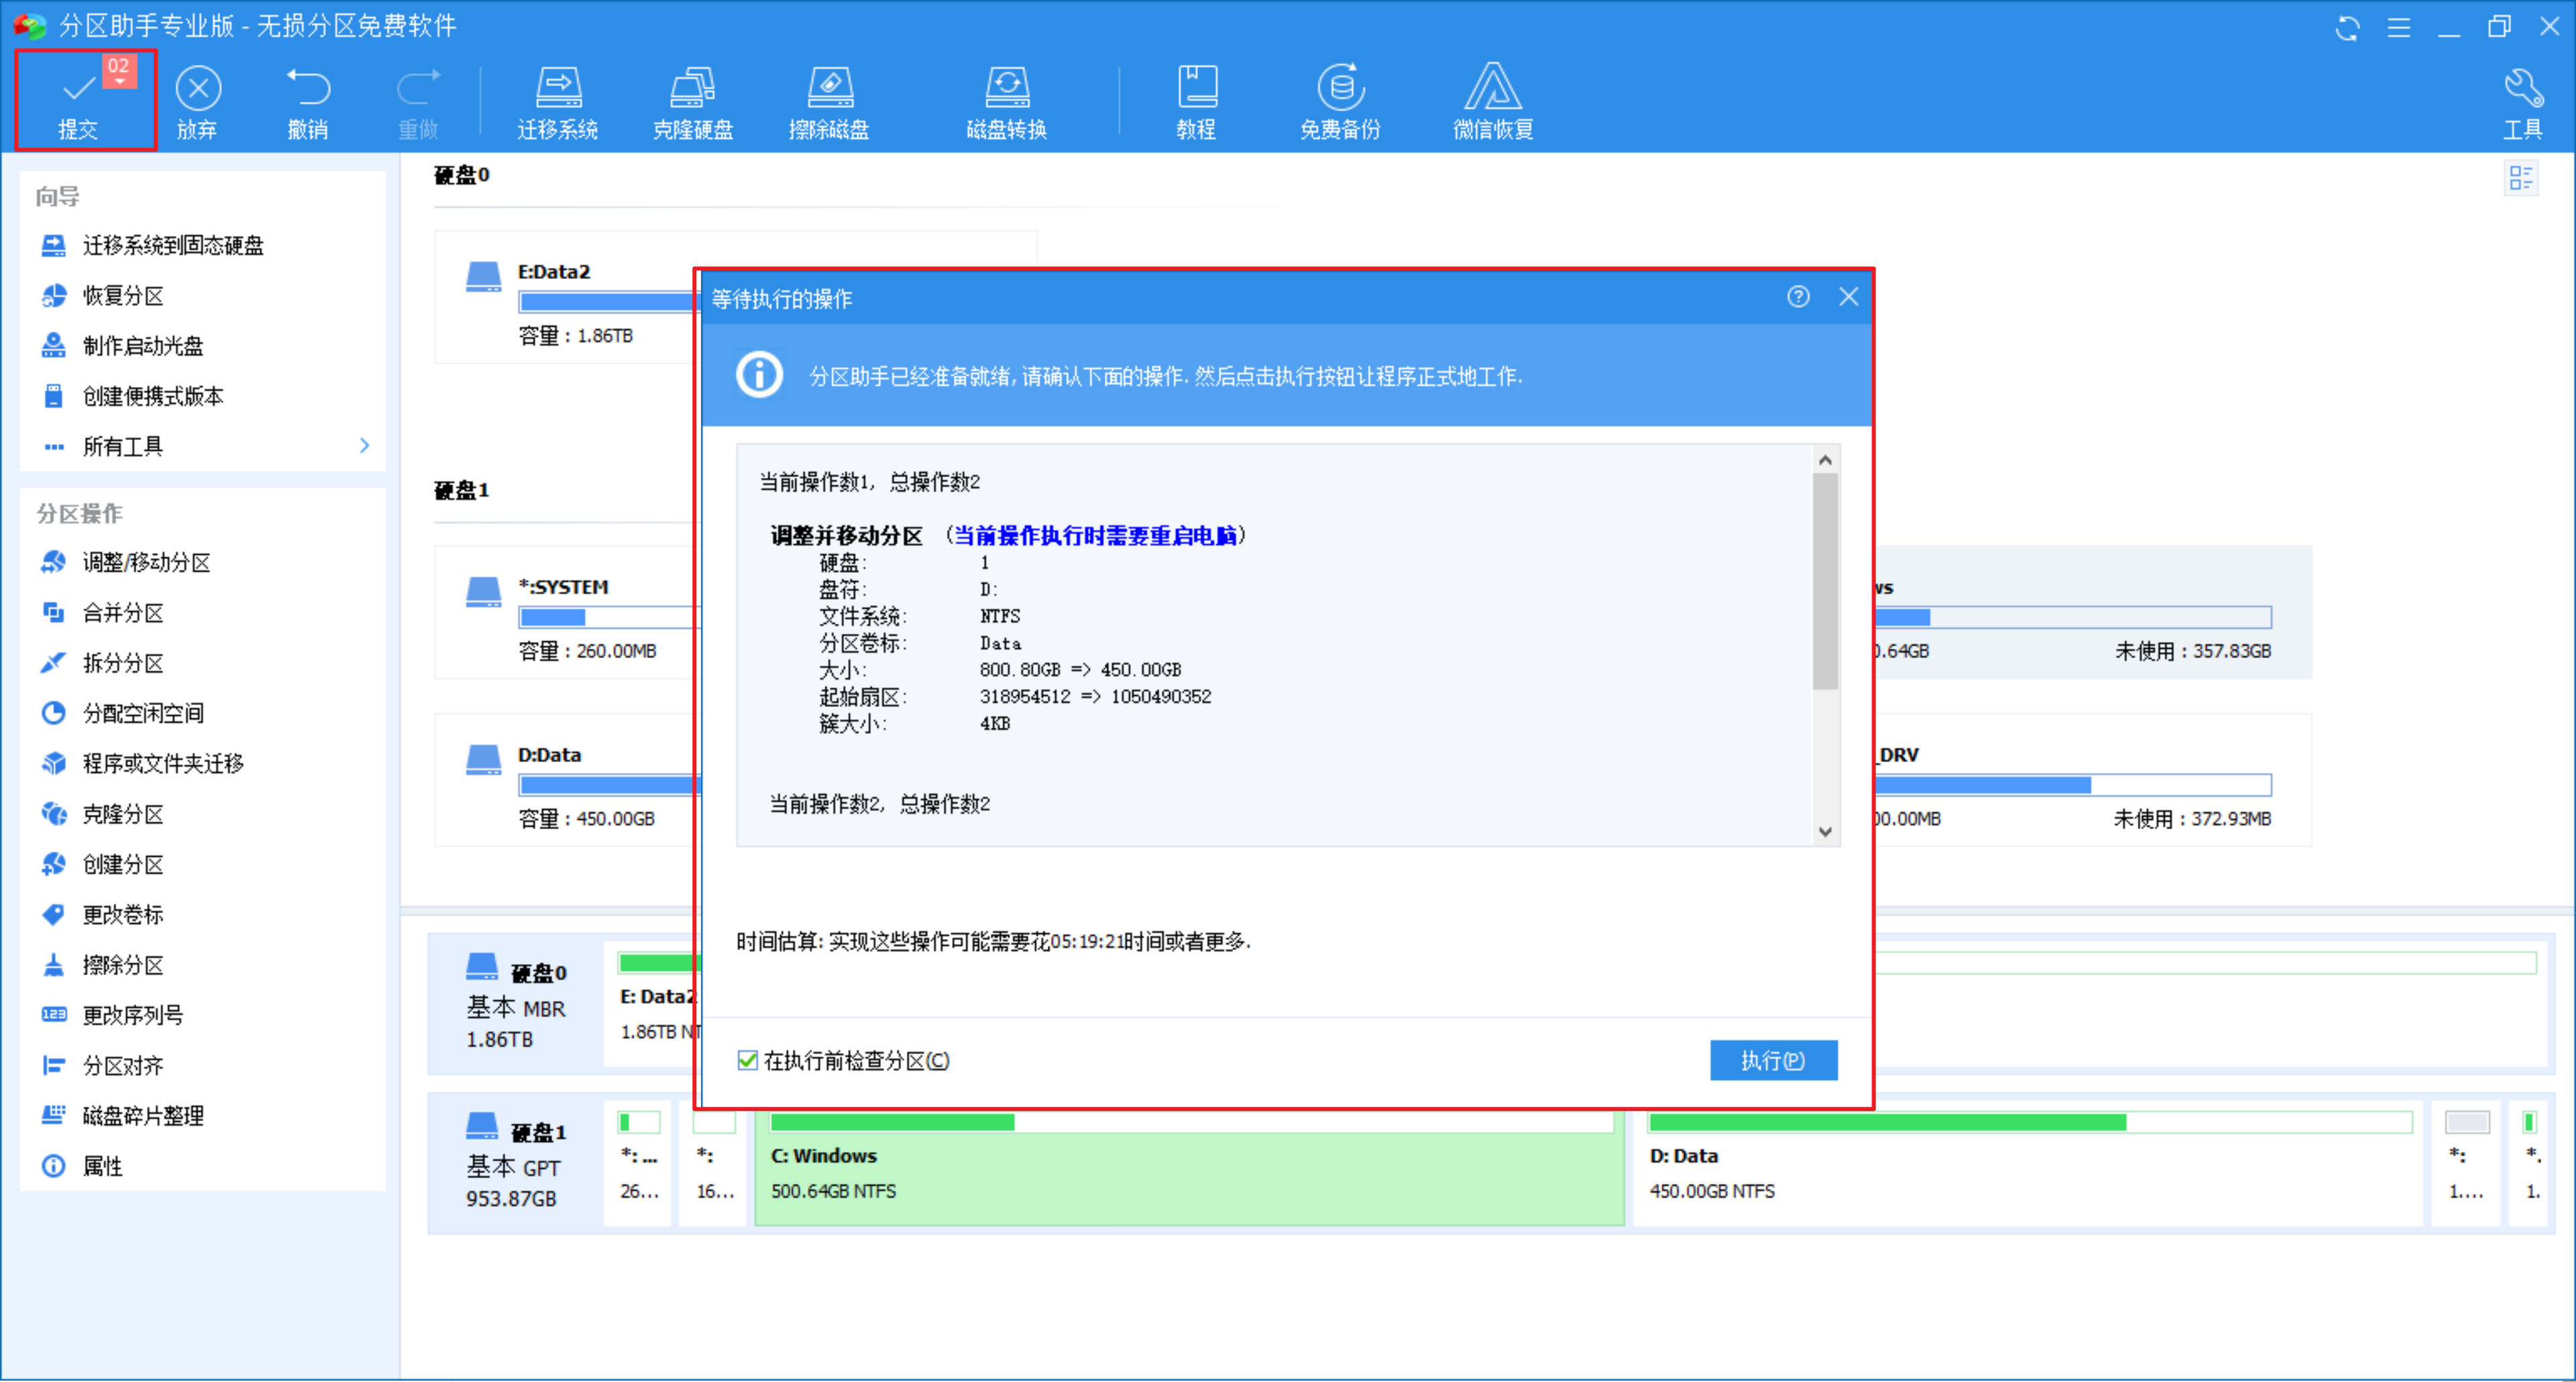 分区助手专业版 - 无损分区免费软件
02
提交
放弃
撤销
重做
迁移系统
克隆硬盘
擦除磁盘
磁盘转换
教程
免费备份
微信恢复
工具
向导
迁移系统到固态硬盘
恢复分区
制作启动光盘
创建便携式版本
所有工具
分区操作
调整/移动分区
合并分区
拆分分区
分配空闲空间
程序或文件夹迁移
克隆分区
创建分区
更改卷标
擦除分区
更改序列号
分区对齐
磁盘碎片整理
属性
硬盘0
E:Data2
容量：1.86TB
硬盘1
*:SYSTEM
容量：260.00MB
ws
0.64GB
未使用：357.83GB
D:Data
容量：450.00GB
_DRV
00.00MB
未使用：372.93MB
等待执行的操作
分区助手已经准备就绪,请确认下面的操作.然后点击执行按钮让程序正式地工作.
当前操作数1, 总操作数2
调整并移动分区 （当前操作执行时需要重启电脑）
硬盘: 1
盘符: D:
文件系统: NTFS
分区卷标: Data
大小: 800.80GB => 450.00GB
起始扇区: 318954512 => 1050490352
簇大小: 4KB
当前操作数2, 总操作数2
时间估算: 实现这些操作可能需要花05:19:21时间或者更多.
在执行前检查分区(C)
执行(P)
硬盘0
基本 MBR
1.86TB
E: Data2
1.86TB NT
硬盘1
基本 GPT
953.87GB
*: ...
26...
*:
16...
C: Windows
500.64GB NTFS
D: Data
450.00GB NTFS
*:
1....
*.
1.